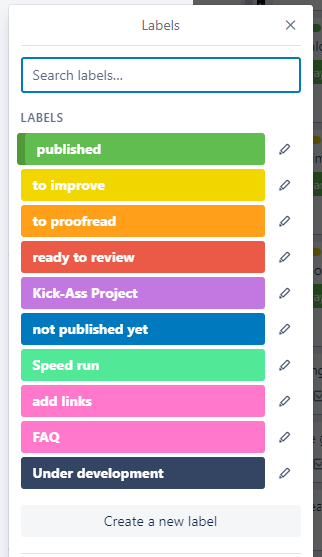 Labels
Search labels...
LABELS
published
to improve
to proofread
ready to review
Kick-Ass Project
not published yet
Speed run
add links
FAQ
Under development
Create a new label